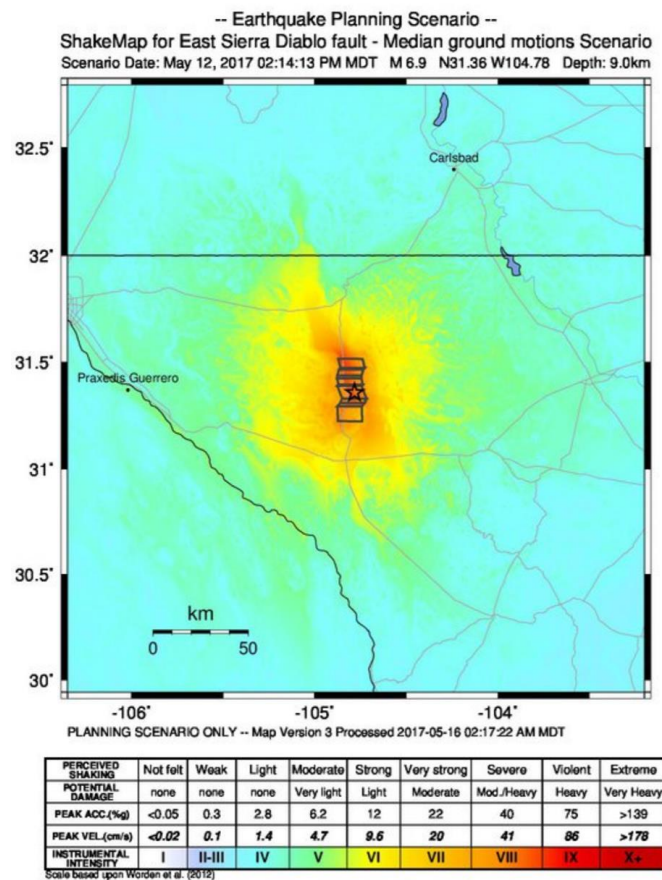 -- Earthquake Planning Scenario --
ShakeMap for East Sierra Diablo fault - Median ground motions Scenario
Scenario Date: May 12, 2017 02:14:13 PM MDT M 6.9 N31.36 W104.78 Depth: 9.0km
32.5°
Carlsbad
32°
31.5°
Praxedis Guerrero
31°
30.5°
km
0 50
30°
-106° -105° -104°
PLANNING SCENARIO ONLY -- Map Version 3 Processed 2017-05-16 02:17:22 AM MDT
PERCEIVED SHAKING Not felt Weak Light Moderate Strong Very strong Severe Violent Extreme
POTENTIAL DAMAGE none none none Very light Light Moderate Mod./Heavy Heavy Very Heavy
PEAK ACC.(%g) <0.05 0.3 2.8 6.2 12 22 40 75 >139
PEAK VEL.(cm/s) <0.02 0.1 1.4 4.7 9.6 20 41 86 >178
INSTRUMENTAL INTENSITY I II-III IV V VI VII VIII IX X+
Scale based upon Worden et al. (2012)